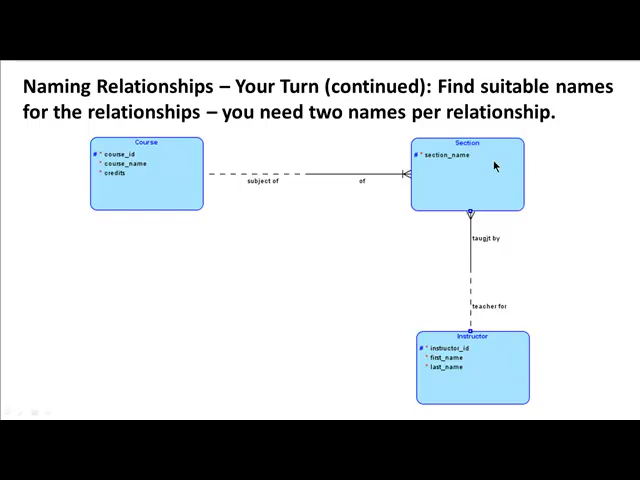 Naming Relationships – Your Turn (continued): Find suitable names
for the relationships – you need two names per relationship.
Course
# * course_id
* course_name
* credits
subject of
of
Section
# * section_name
taugjt by
teacher for
Instructor
# * instructor_id
* first_name
* last_name